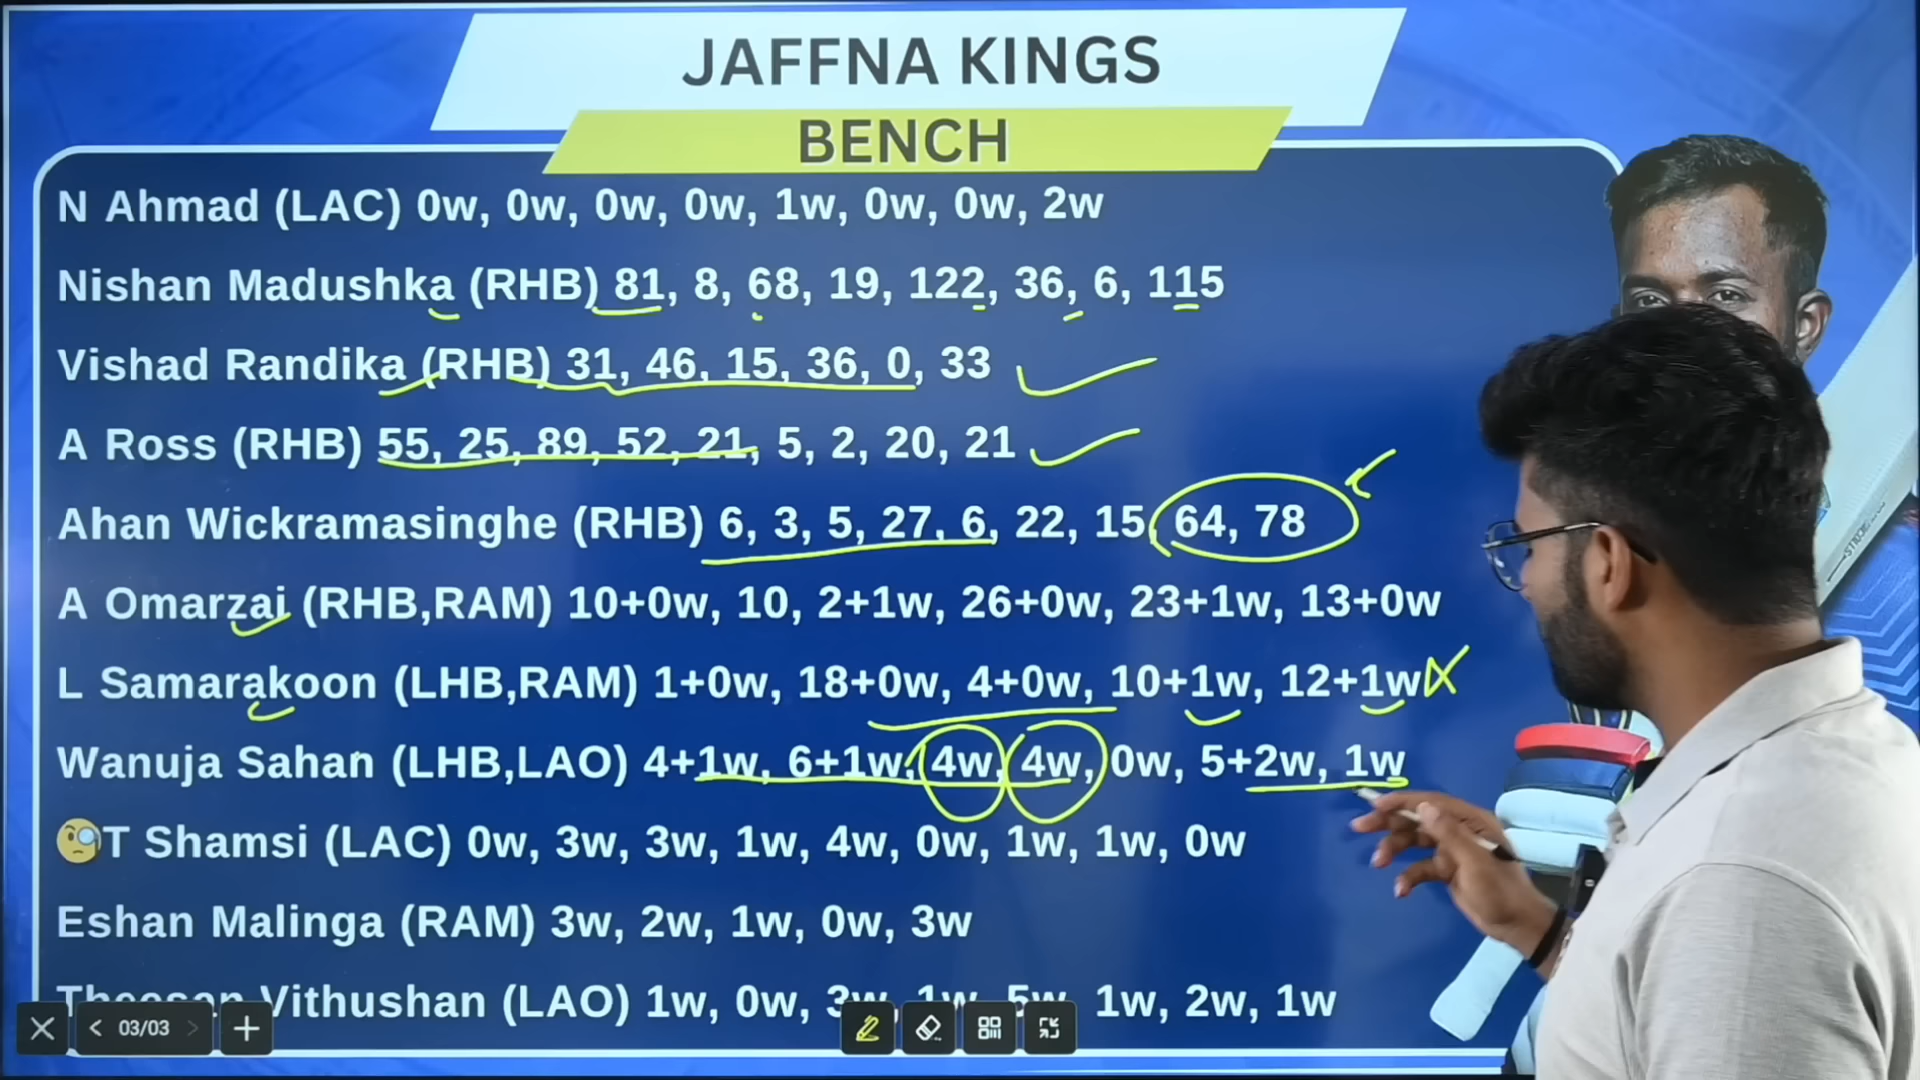 JAFFNA KINGS
BENCH
N Ahmad (LAC) 0w, 0w, 0w, 0w, 1w, 0w, 0w, 2w
Nishan Madushka (RHB) 81, 8, 68, 19, 122, 36, 6, 115
Vishad Randika (RHB) 31, 46, 15, 36, 0, 33
A Ross (RHB) 55, 25, 89, 52, 21, 5, 2, 20, 21
Ahan Wickramasinghe (RHB) 6, 3, 5, 27, 6, 22, 15, 64, 78
A Omarzai (RHB,RAM) 10+0w, 10, 2+1w, 26+0w, 23+1w, 13+0w
L Samarakoon (LHB,RAM) 1+0w, 18+0w, 4+0w, 10+1w, 12+1w
Wanuja Sahan (LHB,LAO) 4+1w, 6+1w, 4w, 4w, 0w, 5+2w, 1w
T Shamsi (LAC) 0w, 3w, 3w, 1w, 4w, 0w, 1w, 1w, 0w
Eshan Malinga (RAM) 3w, 2w, 1w, 0w, 3w
Vithushan (LAO) 1w, 0w, 3w, 1w, 5w, 1w, 2w, 1w
03/03